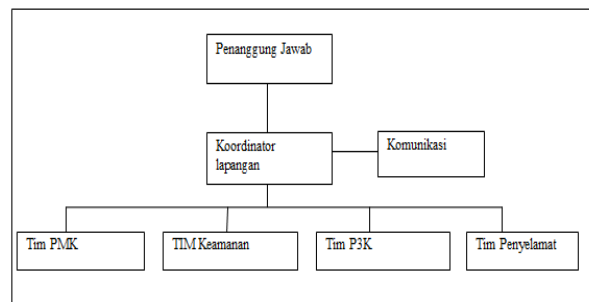 Penanggung Jawab
Koordinator
lapangan
Komunikasi
Tim PMK
TIM Keamanan
Tim P3K
Tim Penyelamat